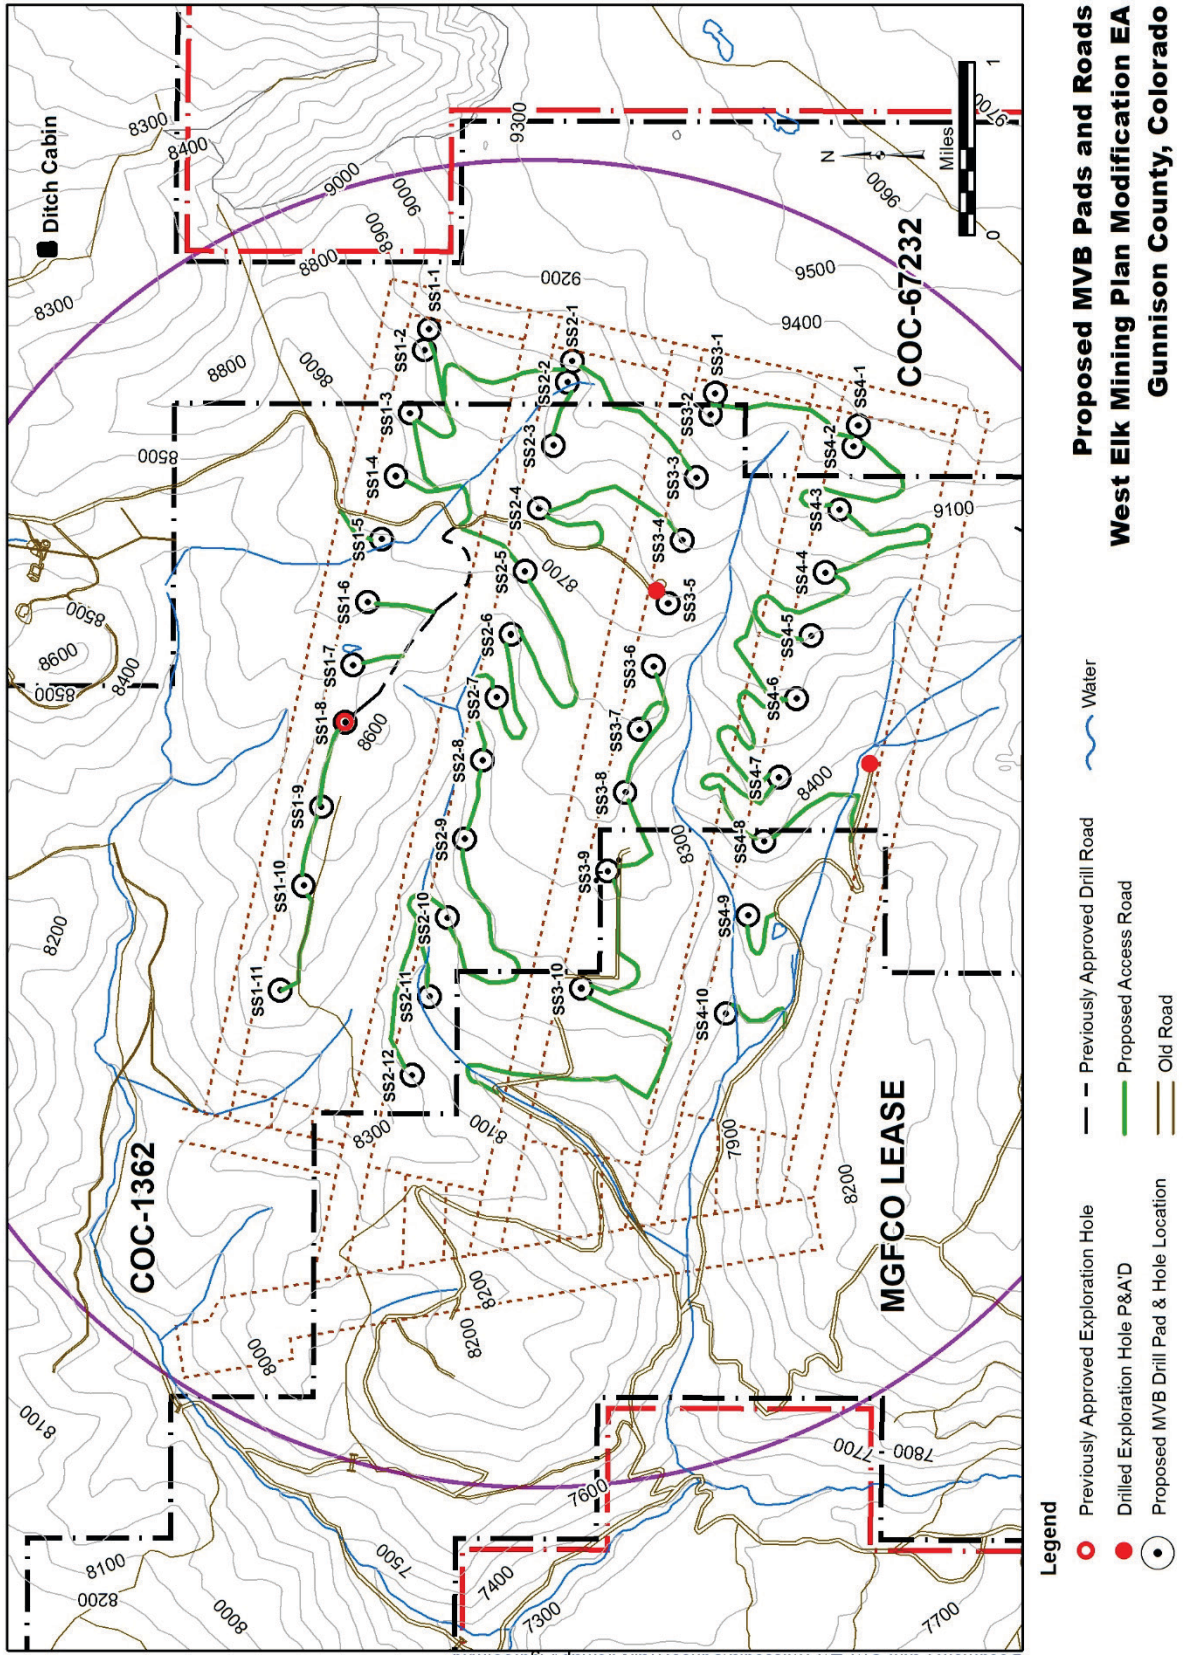 8100
8200
8300
Ditch Cabin
8600
8500
8500
8400
8200
8100
8300
8400
COC-1362
8500
8000
8800
8000
SS1-11
SS1-10
SS1-9
SS1-8
SS1-7
SS1-6
SS1-5
SS1-4
SS1-3
SS1-2
SS1-1
8600
8800
8900
9000
9000
8600
8300
7500
SS2-12
SS2-11
SS2-10
SS2-9
SS2-8
SS2-7
SS2-6
SS2-5
SS2-4
SS2-3
SS2-2
SS2-1
8200
8200
8100
7400
9300
9200
8700
7300
7600
SS3-10
SS3-9
SS3-8
SS3-7
SS3-6
SS3-5
SS3-4
SS3-3
SS3-2
SS3-1
8300
7900
SS4-10
SS4-9
SS4-8
SS4-7
SS4-6
SS4-5
SS4-4
SS4-3
SS4-2
SS4-1
9400
9500
8400
8200
7700
7800
7700
MGFCO LEASE
COC-67232
9100
9600
9700
N
Miles
0
1
Legend
Previously Approved Exploration Hole
Drilled Exploration Hole P&A'D
Proposed MVB Drill Pad & Hole Location
Previously Approved Drill Road
Proposed Access Road
Old Road
Water
Proposed MVB Pads and Roads
West Elk Mining Plan Modification EA
Gunnison County, Colorado